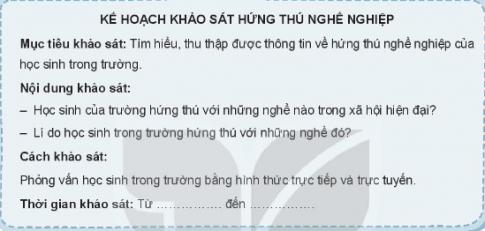 KẾ HOẠCH KHẢO SÁT HỨNG THÚ NGHỀ NGHIỆP
Mục tiêu khảo sát: Tìm hiểu, thu thập được thông tin về hứng thú nghề nghiệp của
học sinh trong trường.
Nội dung khảo sát:
– Học sinh của trường hứng thú với những nghề nào trong xã hội hiện đại?
– Lí do học sinh trong trường hứng thú với những nghề đó?
Cách khảo sát:
Phỏng vấn học sinh trong trường bằng hình thức trực tiếp và trực tuyến.
Thời gian khảo sát: Từ ................ đến ................